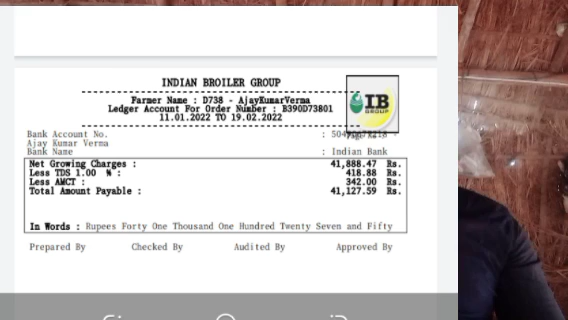 INDIAN BROILER GROUP
Farmer Name : D738 - AjayKumarVerma
Ledger Account For Order Number : B390D73801
11.01.2022 TO 19.02.2022
IB
GROUP
Bank Account No. :
Ajay Kumar Verma
Bank Name : Indian Bank
Net Growing Charges : 41,888.47 Rs.
Less TDS 1.00 % : 418.88 Rs.
Less AMCT : 342.00 Rs.
Total Amount Payable : 41,127.59 Rs.
In Words : Rupees Forty One Thousand One Hundred Twenty Seven and Fifty
Prepared By Checked By Audited By Approved By